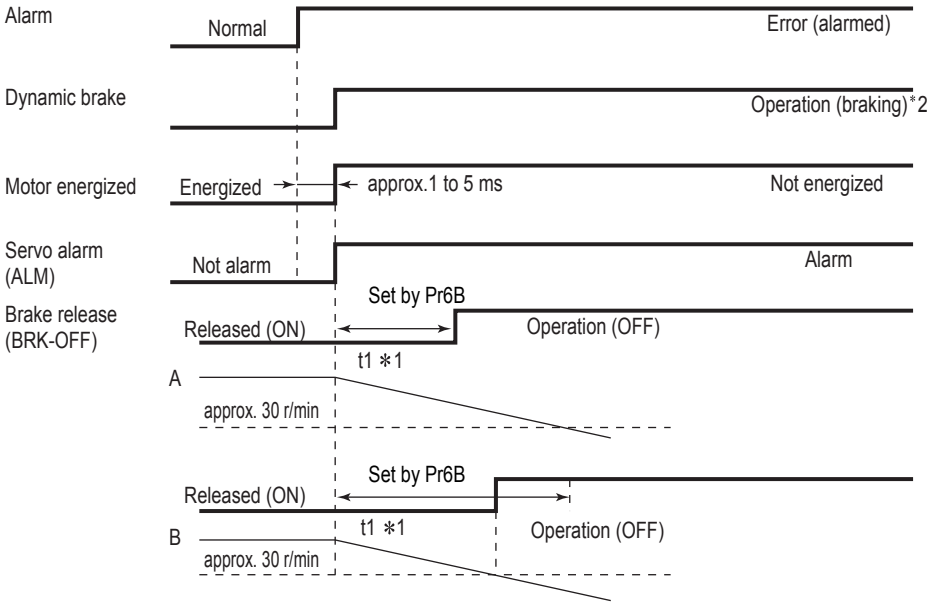 Alarm
Normal
Error (alarmed)
Dynamic brake
Operation (braking)*2
Motor energized
Energized
approx.1 to 5 ms
Not energized
Servo alarm
(ALM)
Not alarm
Alarm
Brake release
(BRK-OFF)
Released (ON)
Set by Pr6B
Operation (OFF)
t1 *1
A
approx. 30 r/min
Released (ON)
Set by Pr6B
t1 *1
Operation (OFF)
B
approx. 30 r/min